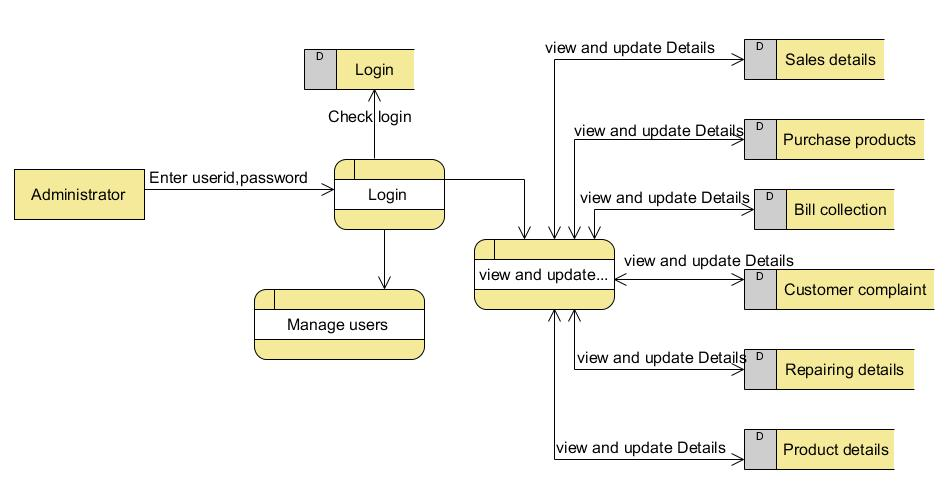 view and update Details
D
Sales details
D
Login
Check login
view and update Details
D
Purchase products
Administrator
Enter userid,password
Login
view and update Details
D
Bill collection
view and update...
view and update Details
D
Customer complaint
Manage users
view and update Details
D
Repairing details
view and update Details
D
Product details